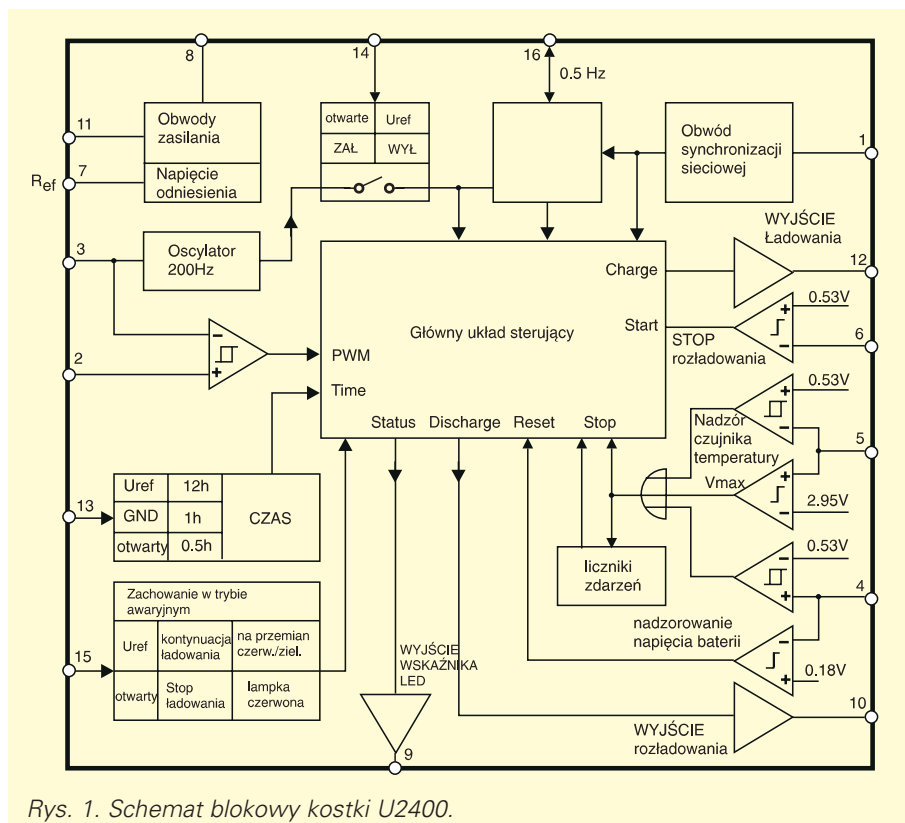 8
14
16
0.5 Hz
11
Obwody
zasilania
otwarte
Uref
ZAŁ
WYŁ
Obwód
synchronizacji
sieciowej
1
Ref
7
Napięcie
odniesienia
WYJŚCIE
Ładowania
3
Oscylator
200Hz
Charge
12
0.53V
Główny układ sterujący
Start
STOP
rozładowania
6
2
PWM
Time
0.53V
Status
Discharge
Reset
Stop
Nadzór
czujnika
temperatury
5
Vmax
2.95V
13
Uref
12h
GND
1h
CZAS
otwarty
0.5h
0.53V
liczniki
zdarzeń
4
Zachowanie w trybie
awaryjnym
Uref
kontynuacja
ładowania
na przemian
czerw./ziel.
nadzorowanie
napięcia baterii
15
WYJŚCIE
WSKAŹNIKA
LED
otwarty
Stop
ładowania
lampka
czerwona
0.18V
10
WYJŚCIE
rozładowania
9
Rys. 1. Schemat blokowy kostki U2400.